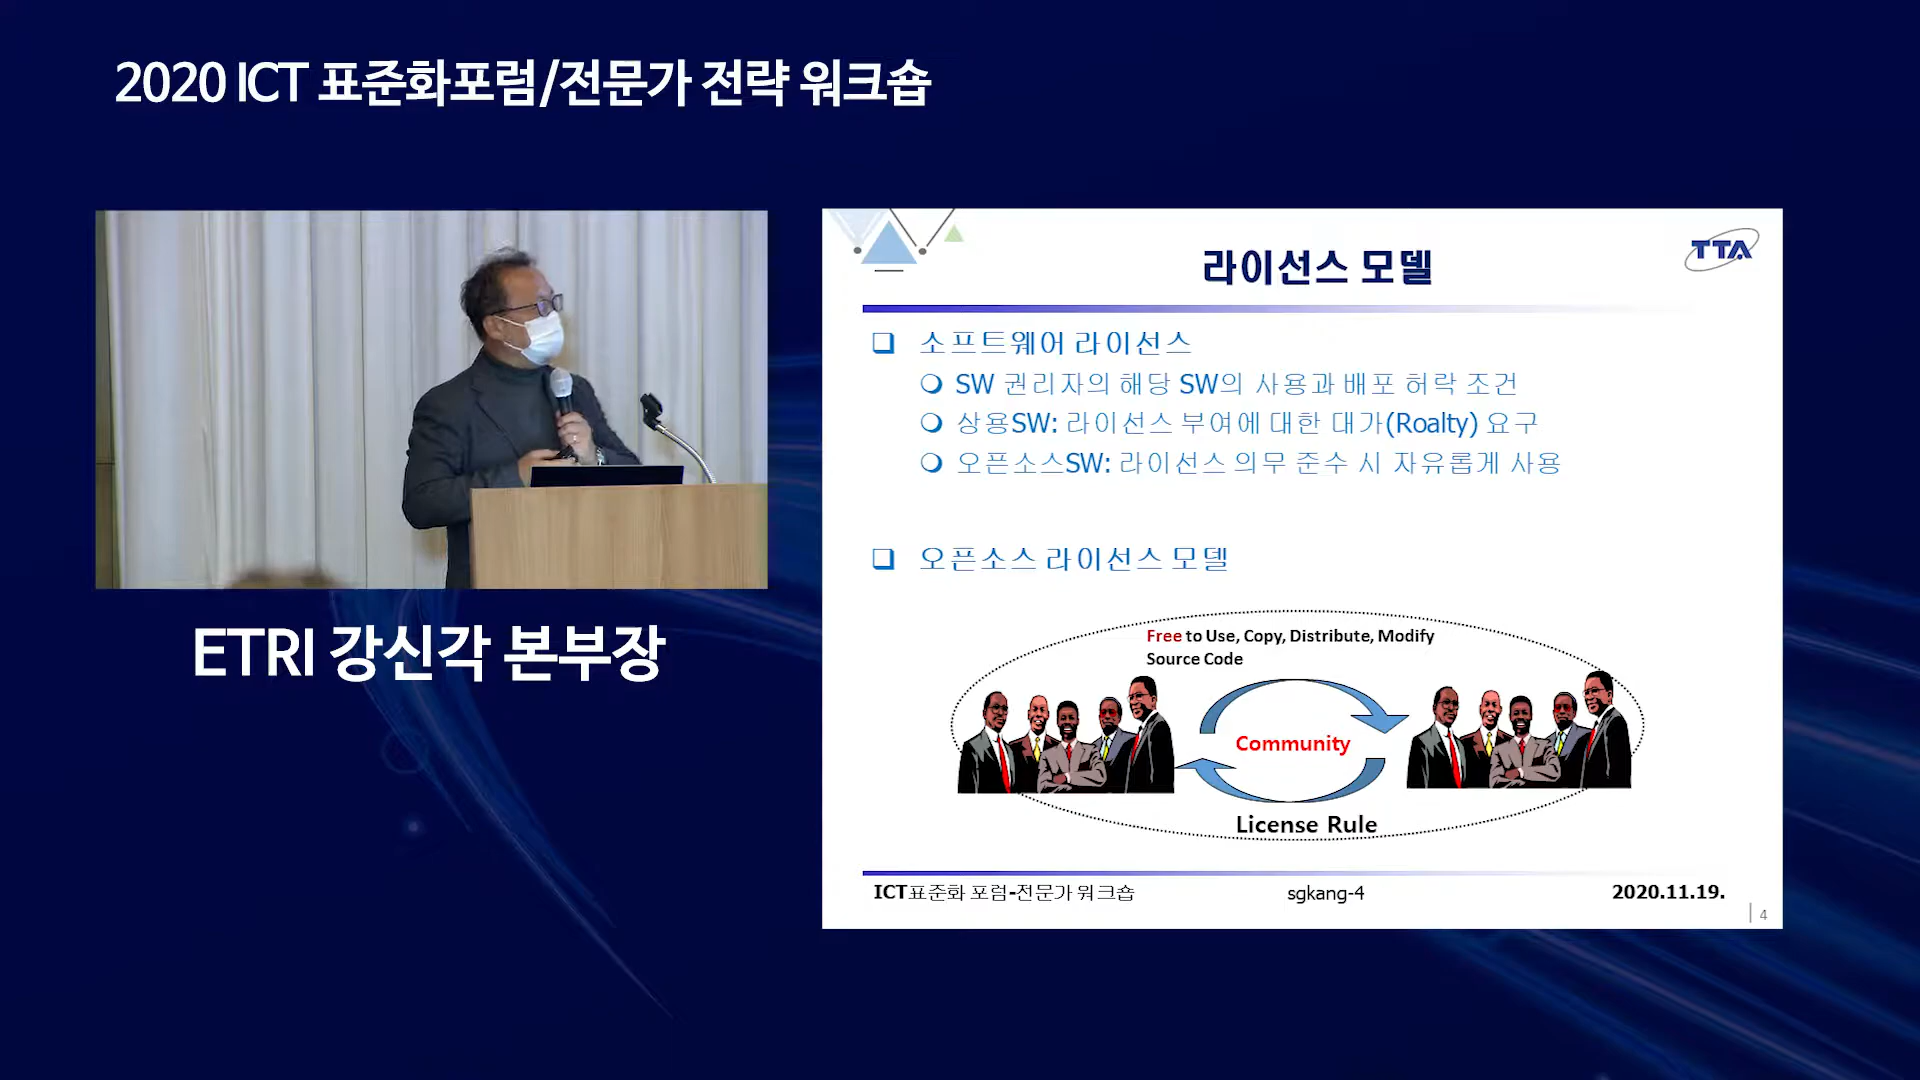 2020 ICT 표준화포럼/전문가 전략 워크숍
ETRI 강신각 본부장
TTA
라이선스 모델
❑ 소프트웨어 라이선스
❍ SW 권리자의 해당 SW의 사용과 배포 허락 조건
❍ 상용SW: 라이선스 부여에 대한 대가(Roalty) 요구
❍ 오픈소스SW: 라이선스 의무 준수 시 자유롭게 사용
❑ 오픈소스 라이선스 모델
Free to Use, Copy, Distribute, Modify
Source Code
Community
License Rule
ICT표준화 포럼-전문가 워크숍 sgkang-4 2020.11.19.
4